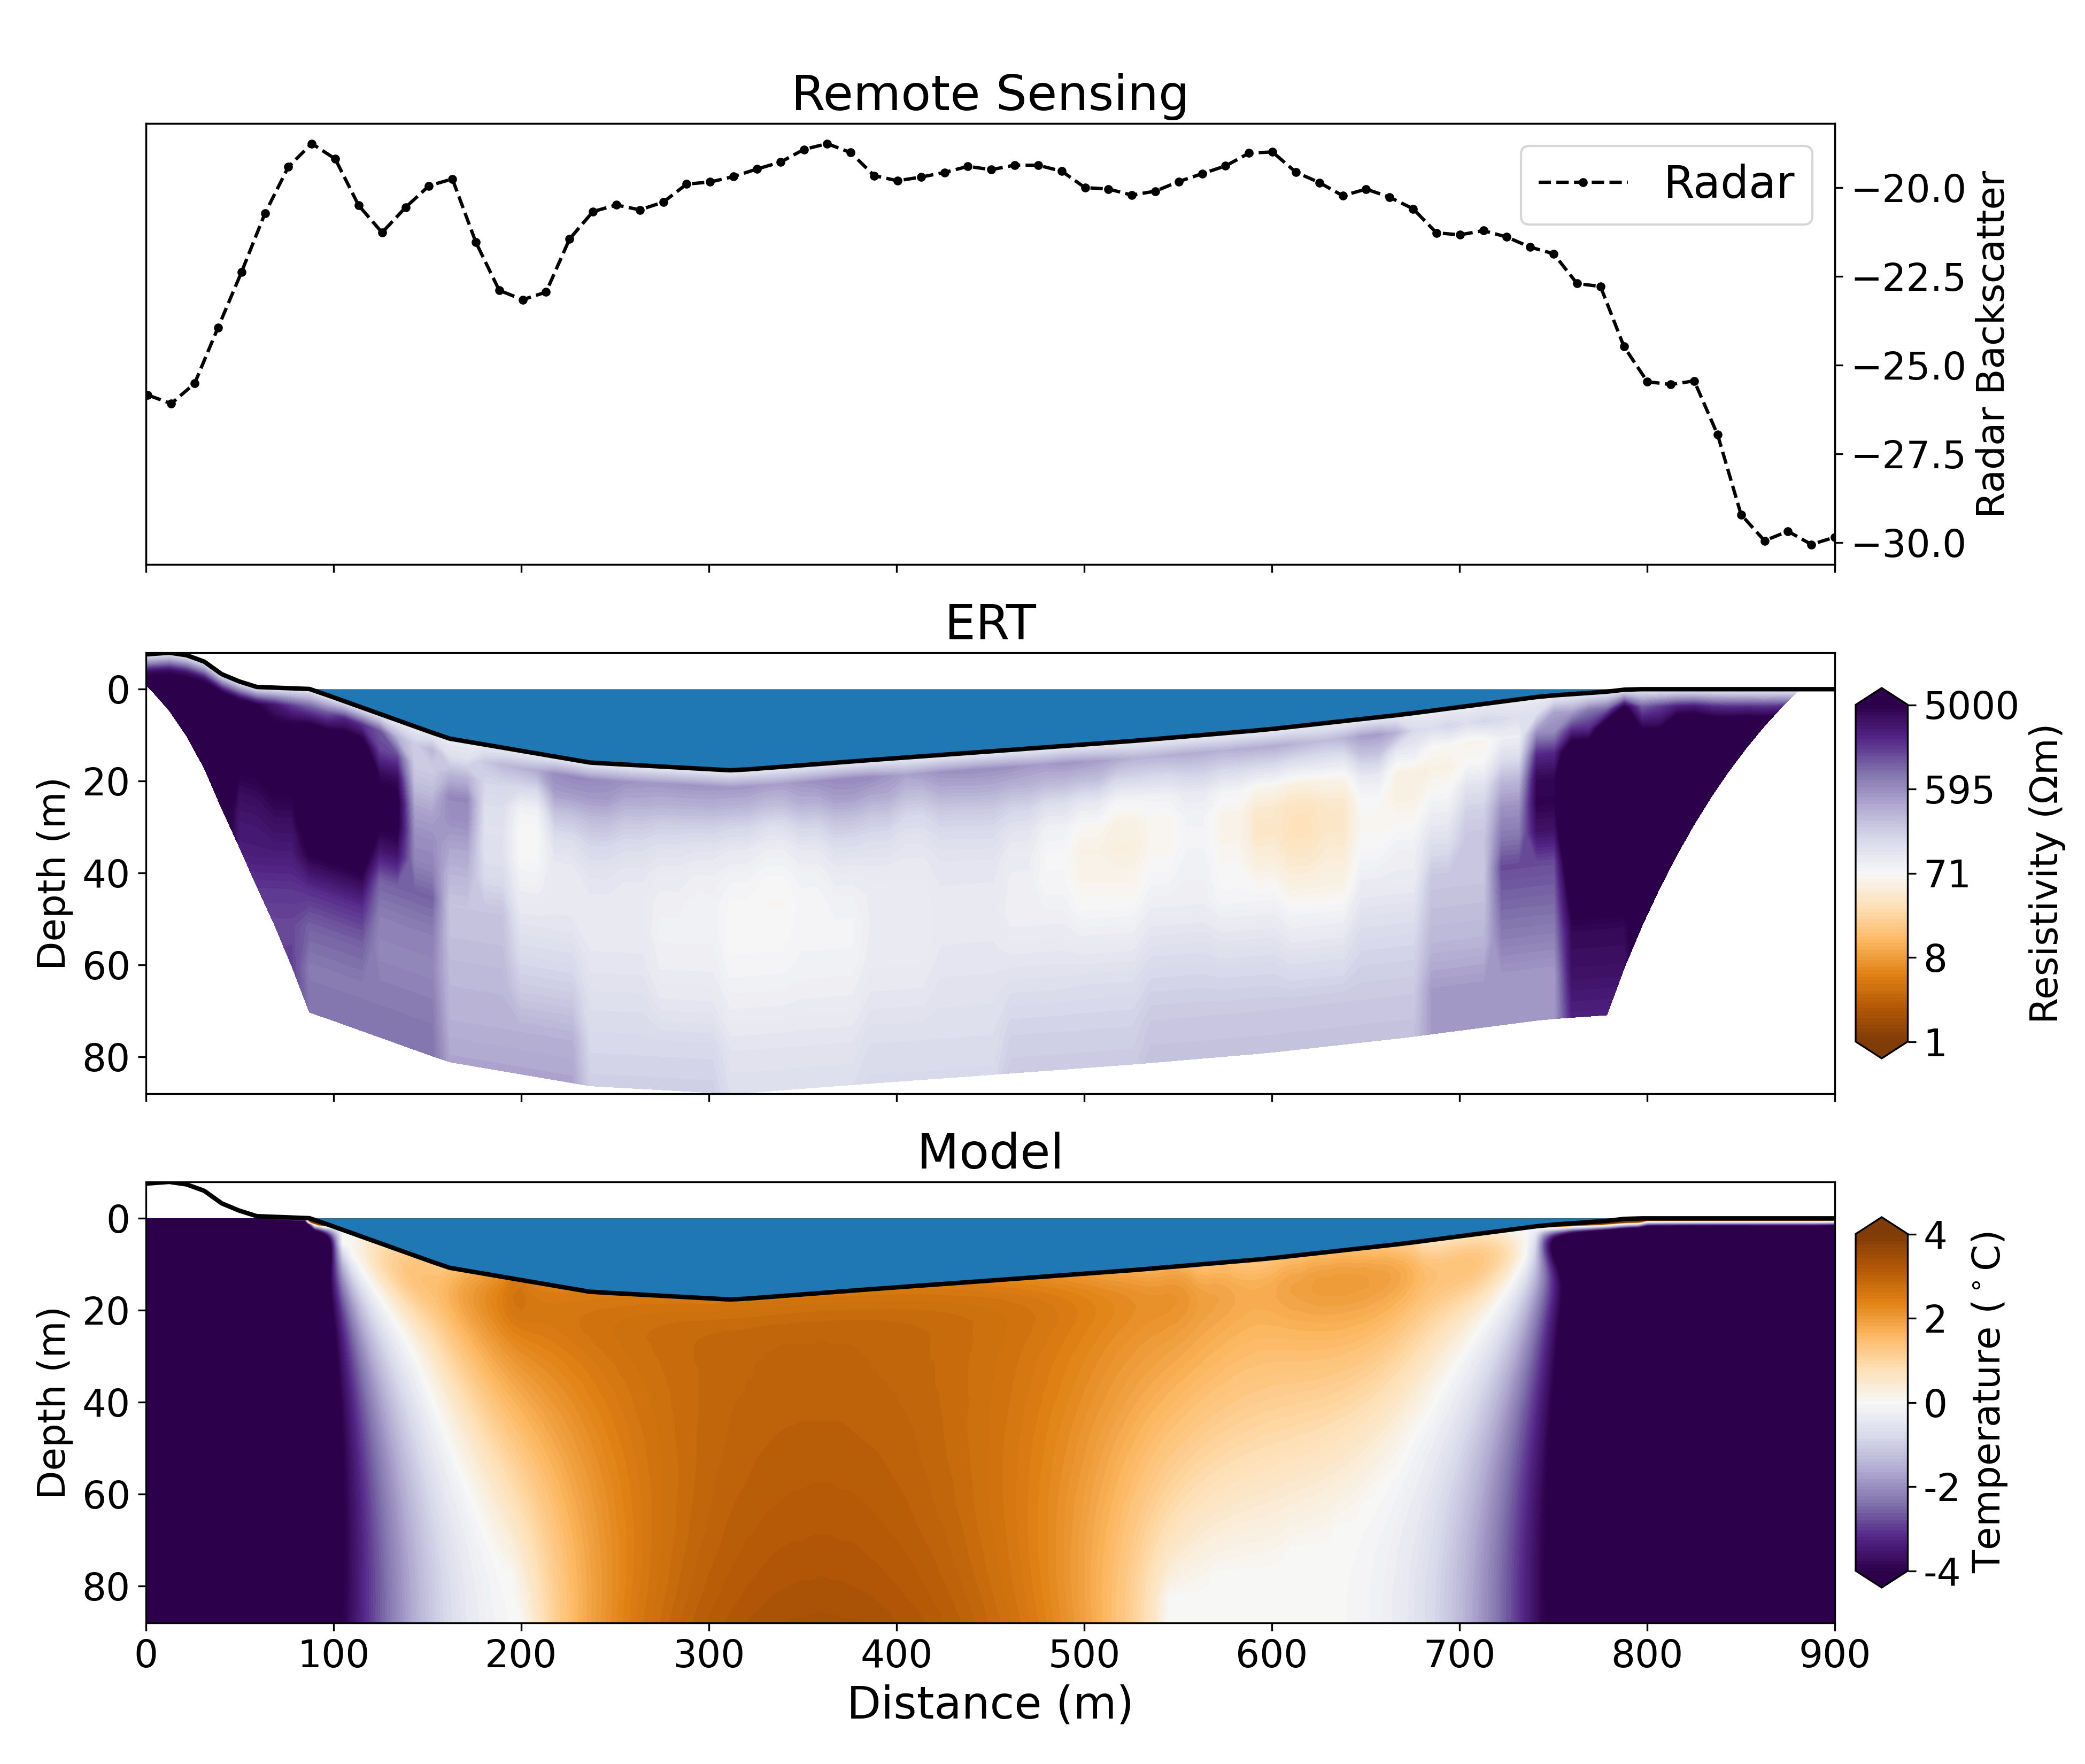 Remote Sensing
Radar
−20.0
−22.5
−25.0
−27.5
−30.0
Radar Backscatter
ERT
0
20
40
60
80
Depth (m)
5000
595
71
8
1
Resistivity (Ωm)
Model
0
20
40
60
80
Depth (m)
4
2
0
-2
-4
Temperature (°C)
0 100 200 300 400 500 600 700 800 900
Distance (m)